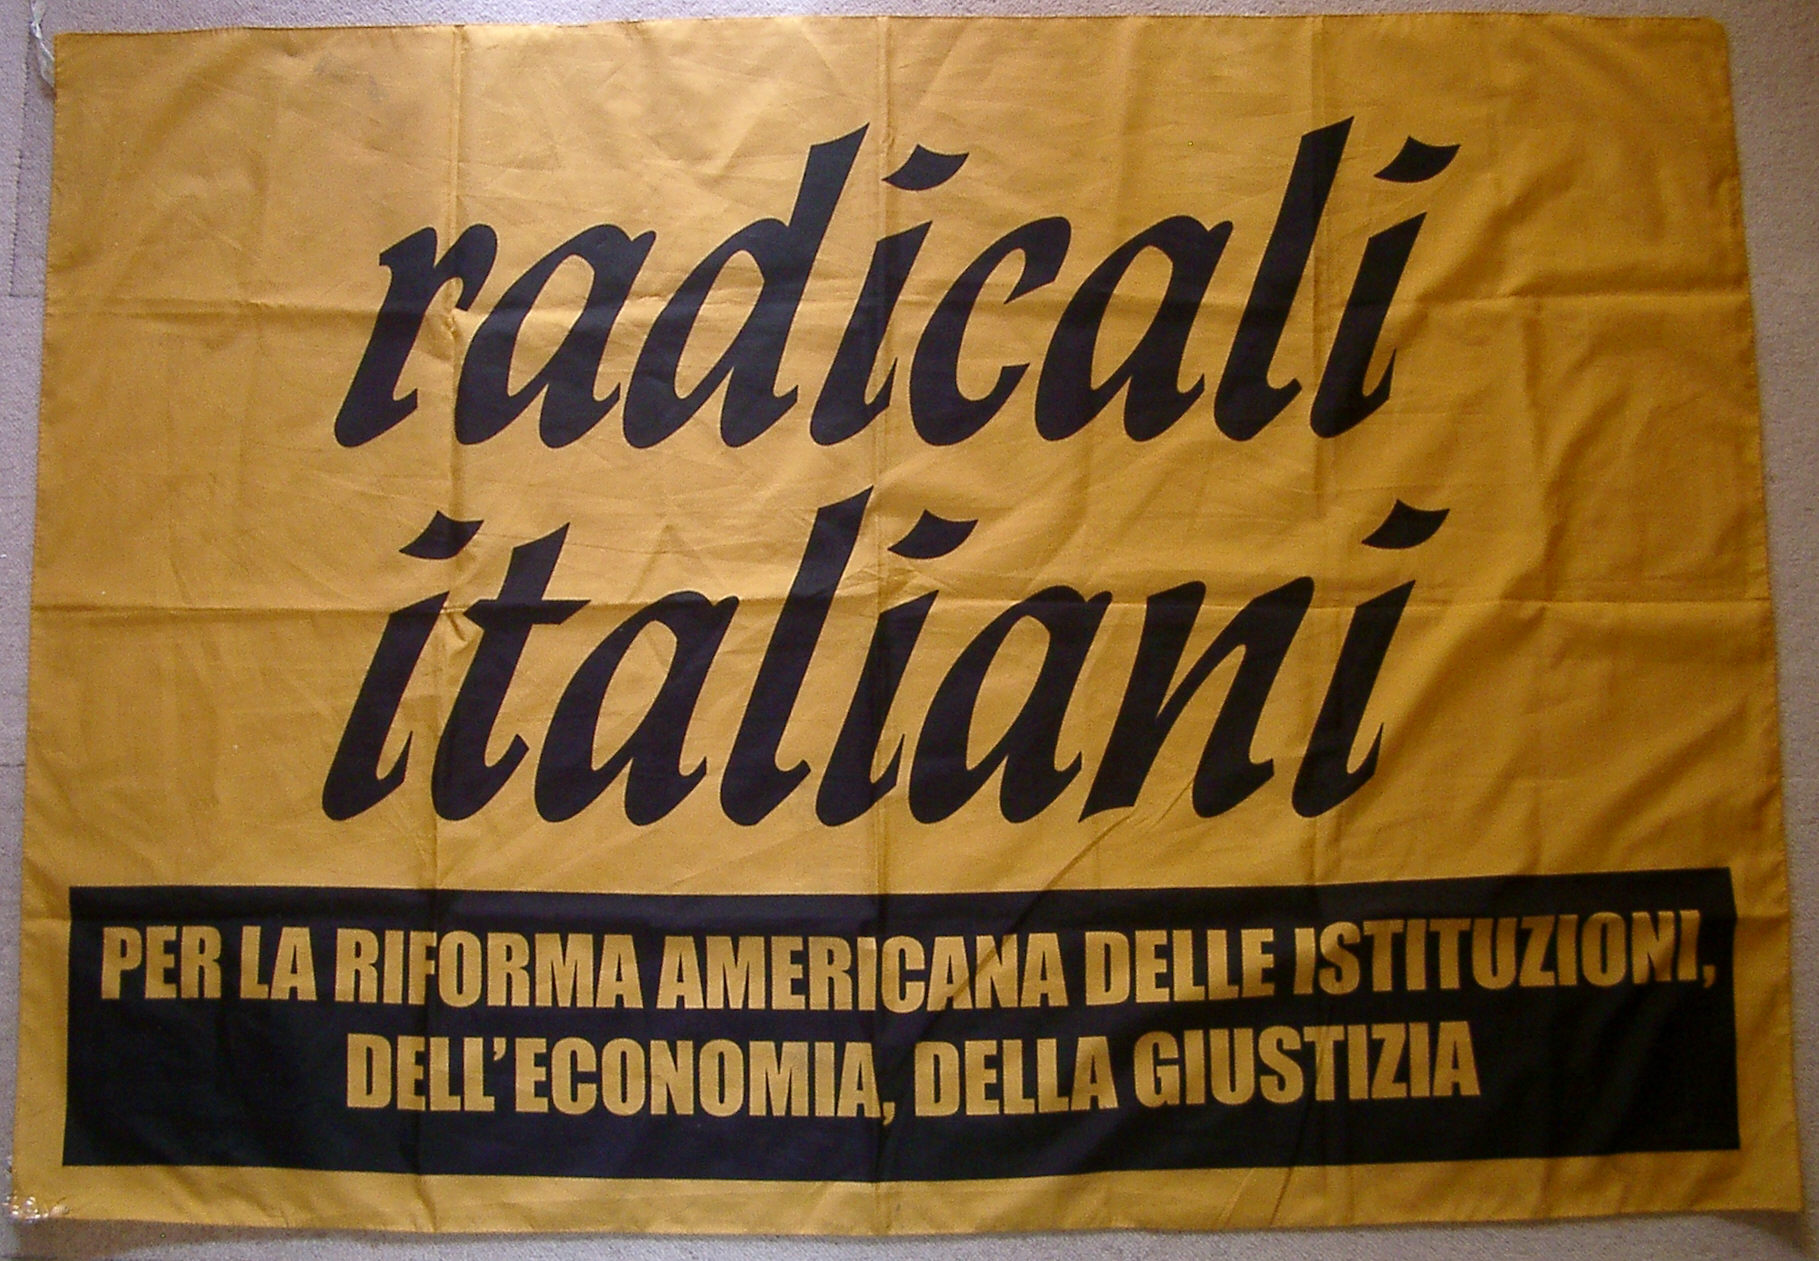 radicali
italiani
PER LA RIFORMA AMERICANA DELLE ISTITUZIONI,
DELL'ECONOMIA, DELLA GIUSTIZIA